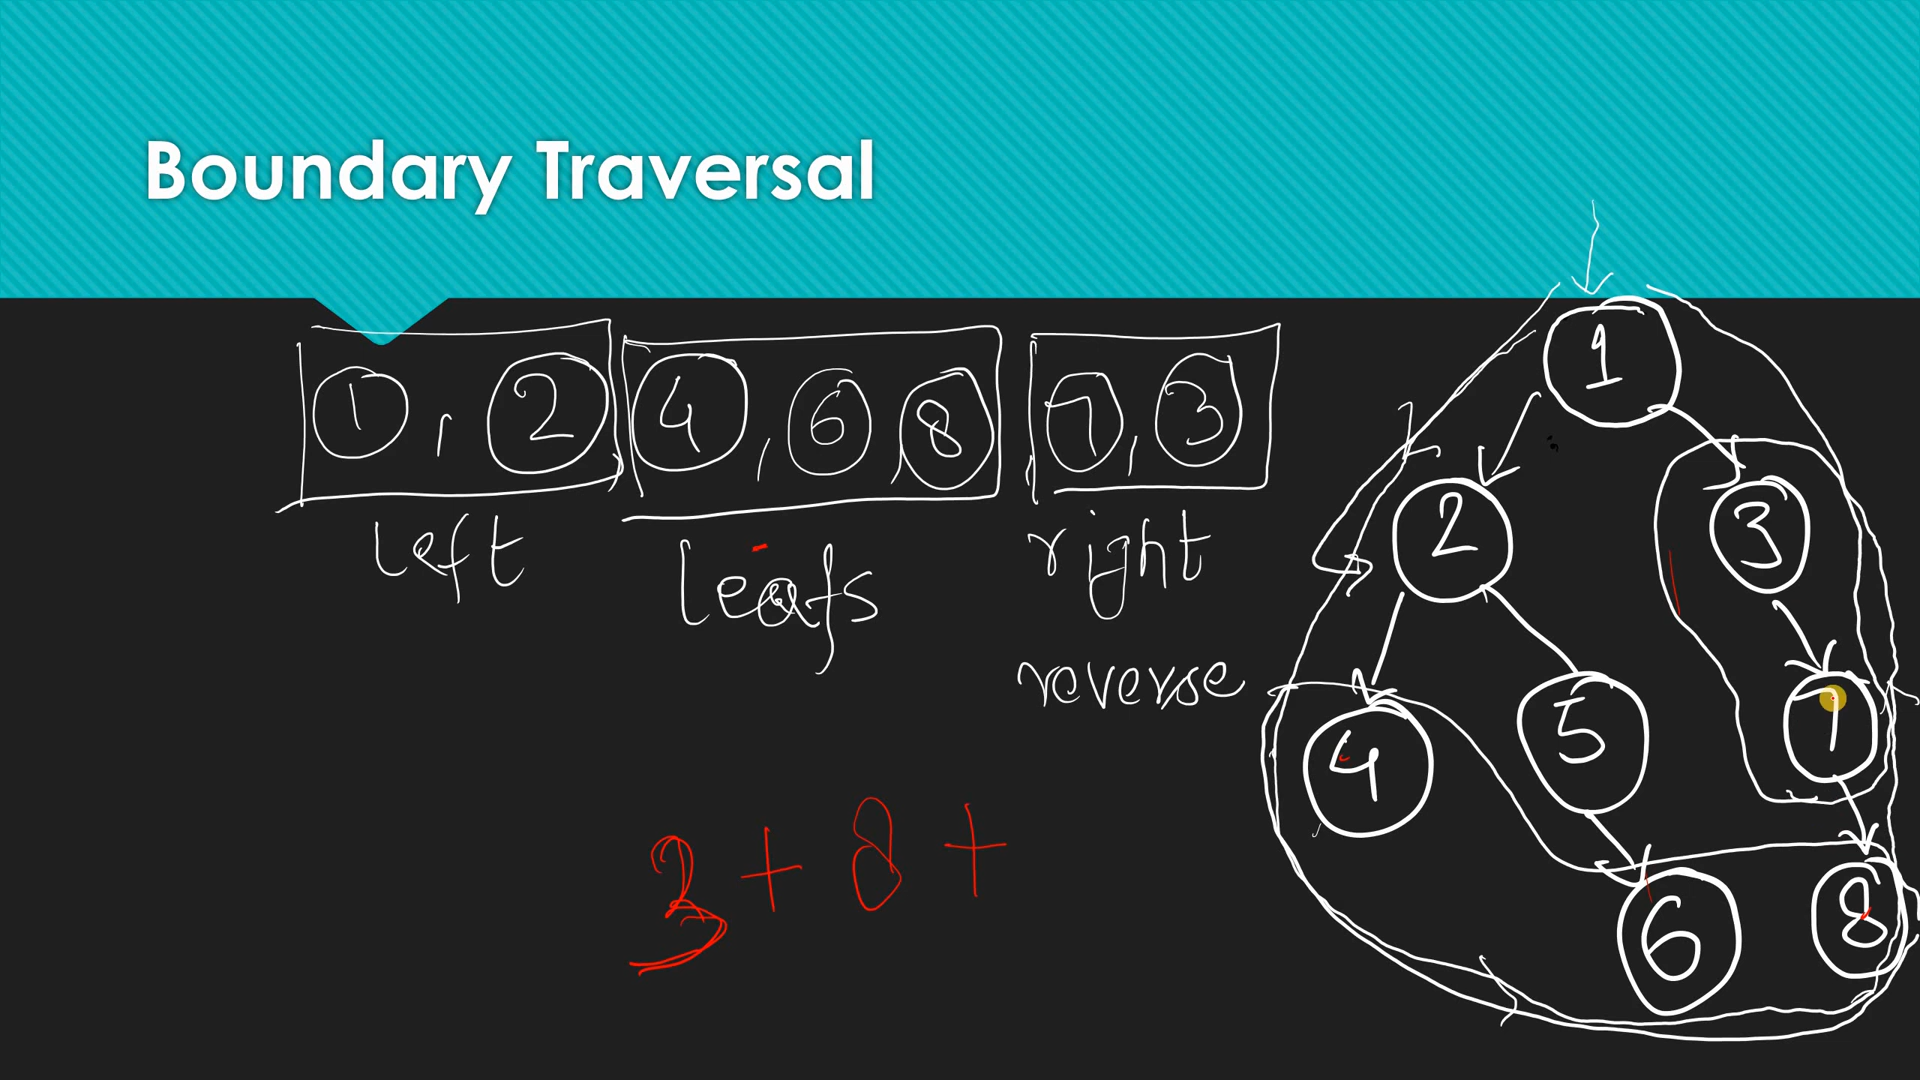 Boundary Traversal
1 , 2 4 , 6 , 8 7 , 3
left leafs right
reverse
3 + 8 +
1
2 3
4 5 7
6 8